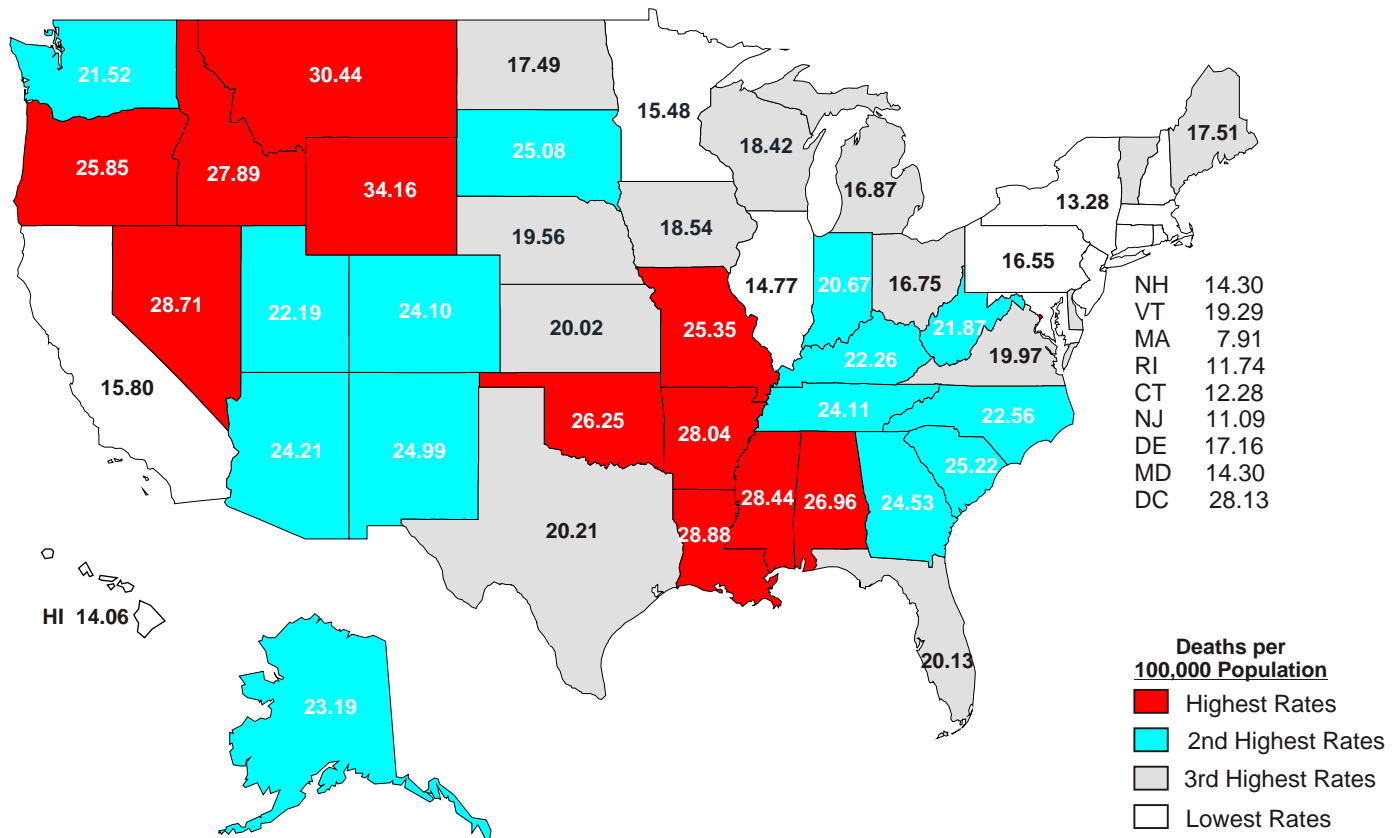 21.52
30.44
17.49
15.48
25.85
27.89
34.16
25.08
18.42
16.87
17.51
13.28
19.56
18.54
16.55
28.71
22.19
24.10
20.02
14.77
20.67
16.75
21.87
19.97
25.35
22.26
15.80
24.21
24.99
26.25
28.04
24.11
22.56
25.22
28.44
26.96
24.53
28.88
20.21
20.13
HI 14.06
23.19
NH 14.30
VT 19.29
MA 7.91
RI 11.74
CT 12.28
NJ 11.09
DE 17.16
MD 14.30
DC 28.13
Deaths per
100,000 Population
Highest Rates
2nd Highest Rates
3rd Highest Rates
Lowest Rates